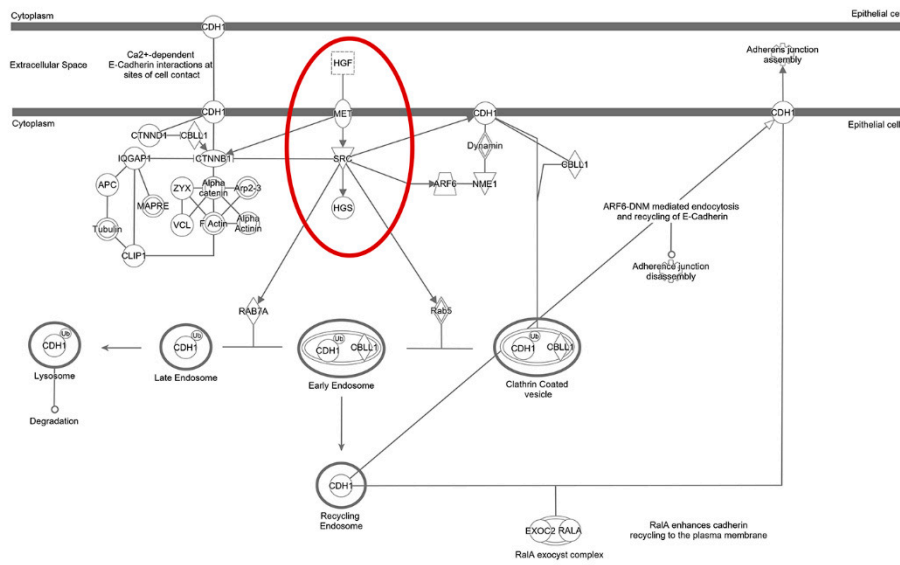 Cytoplasm
Epithelial cell
CDH1
Extracellular Space
Ca2+-dependent
E-Cadherin interactions at
sites of cell contact
HGF
Adherens junction
assembly
CDH1
MET
CDH1
CDH1
Cytoplasm
Epithelial cell
CTNND1
CBLL1
Dynamin
IQGAP1
CTNNB1
SRC
CBLL1
APC
ZYX
Alpha
catenin
Arp2-3
ARF6
NME1
MAPRE
HGS
ARF6-DNM mediated endocytosis
and recycling of E-Cadherin
Tubulin
VCL
F Actin
Alpha
Actinin
CLIP1
Adherence junction
disassembly
RAB7A
Rab5
Ub
CDH1
Ub
CDH1
Ub
CDH1
CBLL1
Ub
CDH1
CBLL1
Lysosome
Late Endosome
Early Endosome
Clathrin Coated
vesicle
Degradation
CDH1
Recycling
Endosome
EXOC2
RALA
RalA enhances cadherin
recycling to the plasma membrane
RalA exocyst complex